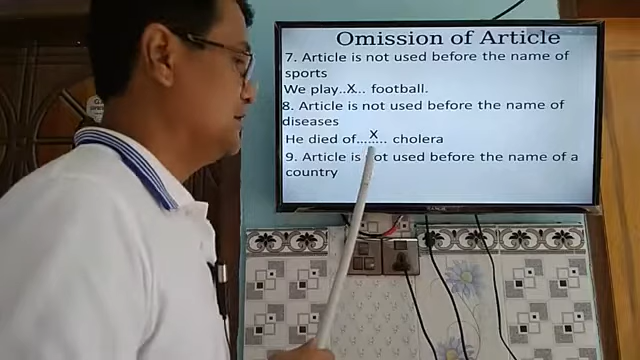 Omission of Article
7. Article is not used before the name of
sports
We play..X.. football.
8. Article is not used before the name of
diseases
He died of....X.... cholera
9. Article is not used before the name of a
country